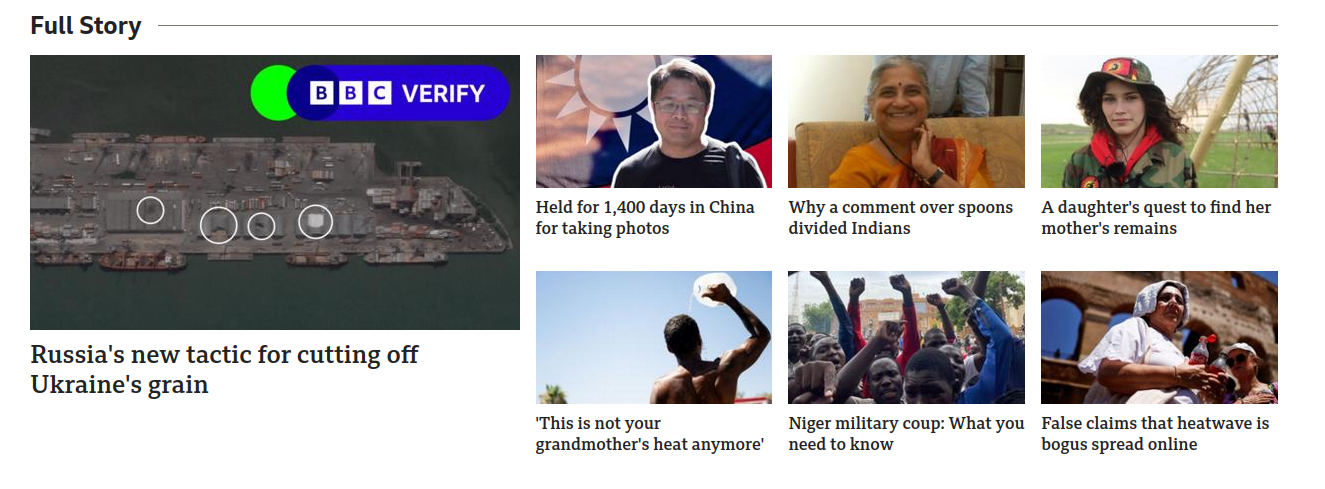 Full Story
BBC VERIFY
Russia's new tactic for cutting off
Ukraine's grain
Held for 1,400 days in China
for taking photos
Why a comment over spoons
divided Indians
A daughter's quest to find her
mother's remains
'This is not your
grandmother's heat anymore'
Niger military coup: What you
need to know
False claims that heatwave is
bogus spread online